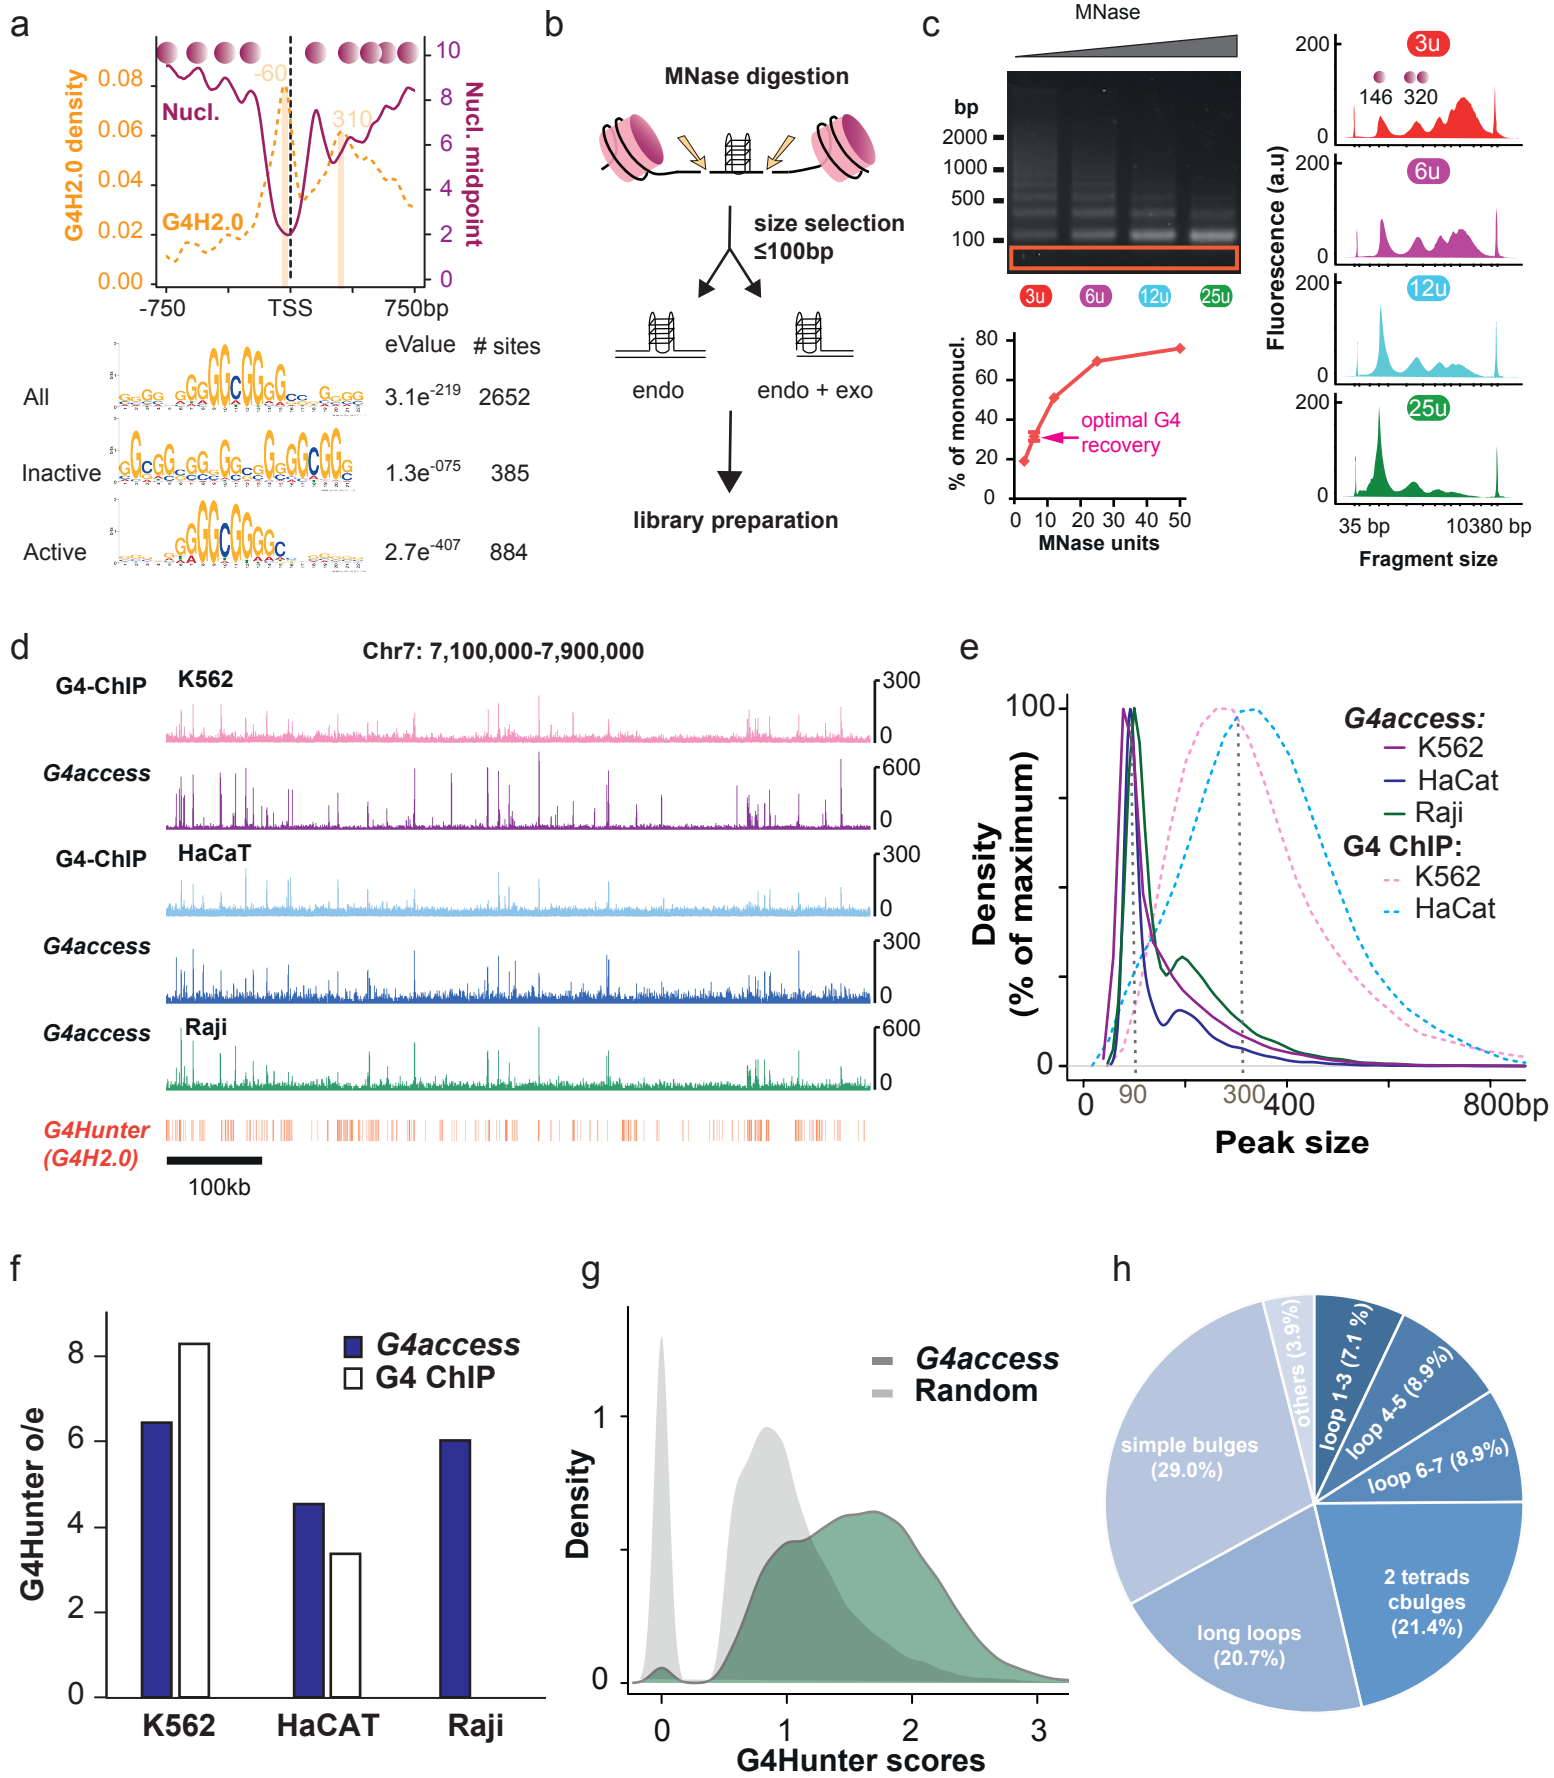 a
G4H2.0 density
0.08
0.06
0.04
0.02
0.00
-60
310
Nucl.
G4H2.0
10
8
6
4
2
0
Nucl. midpoint
-750
TSS
750bp
eValue
# sites
All
3.1e-219
2652
Inactive
1.3e-075
385
Active
2.7e-407
884
b
MNase digestion
size selection
≤100bp
endo
endo + exo
library preparation
c
MNase
bp
2000
1000
500
100
3u
6u
12u
25u
% of mononucl.
80
60
40
20
0
optimal G4
recovery
0
10
20
30
40
50
MNase units
Fluorescence (a.u)
200
0
3u
146
320
200
0
6u
200
0
12u
200
0
25u
35 bp
10380 bp
Fragment size
d
Chr7: 7,100,000-7,900,000
G4-ChIP
K562
300
0
G4access
600
0
G4-ChIP
HaCaT
300
0
G4access
300
0
G4access
Raji
600
0
G4Hunter
(G4H2.0)
100kb
e
Density
(% of maximum)
100
0
G4access:
K562
HaCat
Raji
G4 ChIP:
K562
HaCat
0
90
300
400
800bp
Peak size
f
G4Hunter o/e
8
6
4
2
0
G4access
G4 ChIP
K562
HaCAT
Raji
g
Density
1
0
G4access
Random
0
1
2
3
G4Hunter scores
h
others (3.9%)
loop 1-3 (7.1 %)
loop 4-5 (8.9%)
loop 6-7 (8.9%)
2 tetrads
cbulges
(21.4%)
long loops
(20.7%)
simple bulges
(29.0%)